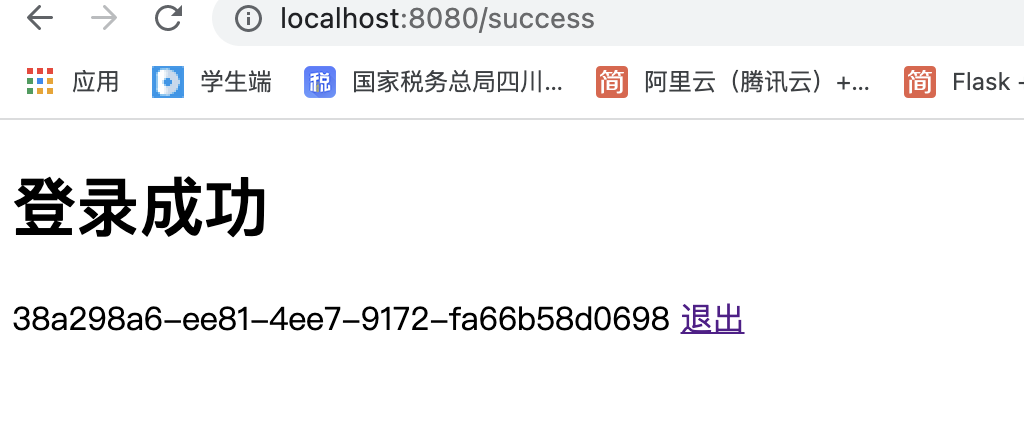 localhost:8080/success
应用 学生端 税 国家税务总局四川... 简 阿里云（腾讯云）+... 简 Flask -
登录成功
38a298a6-ee81-4ee7-9172-fa66b58d0698 退出